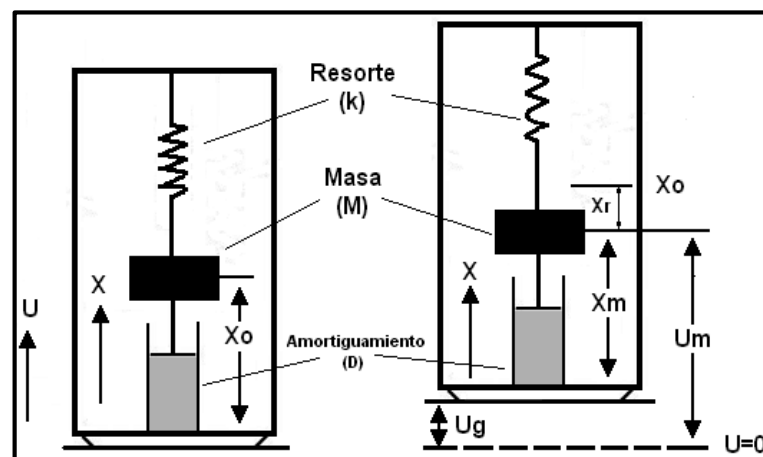 Resorte
(k)
Masa
(M)
Amortiguamiento
(D)
U
X
Xo
Xo
Xr
X
Xm
Um
Ug
U=0